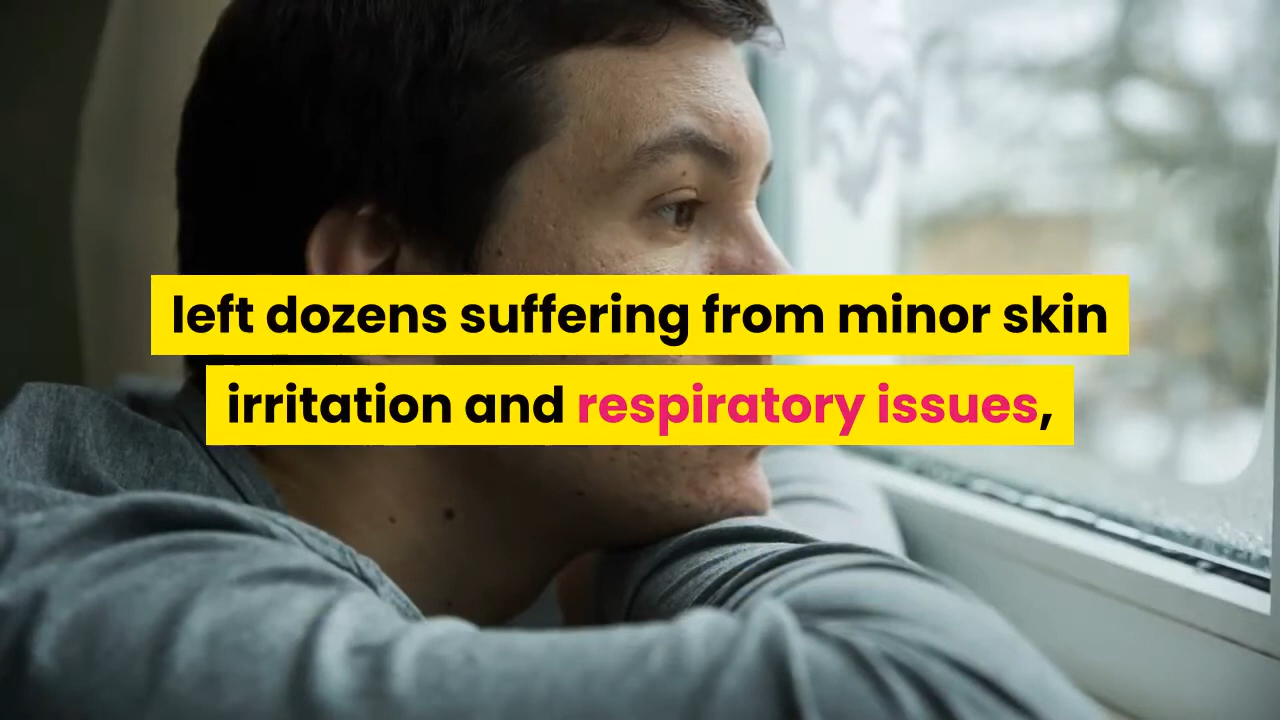 left dozens suffering from minor skin
irritation and respiratory issues,